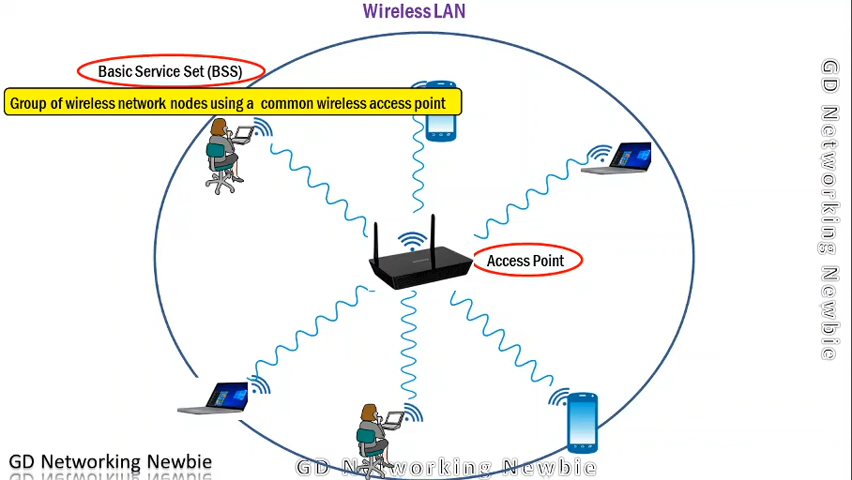 Wireless LAN
Basic Service Set (BSS)
Group of wireless network nodes using a common wireless access point
Access Point
GD Networking Newbie
GD Networking Newbie
GD Networking Newbie